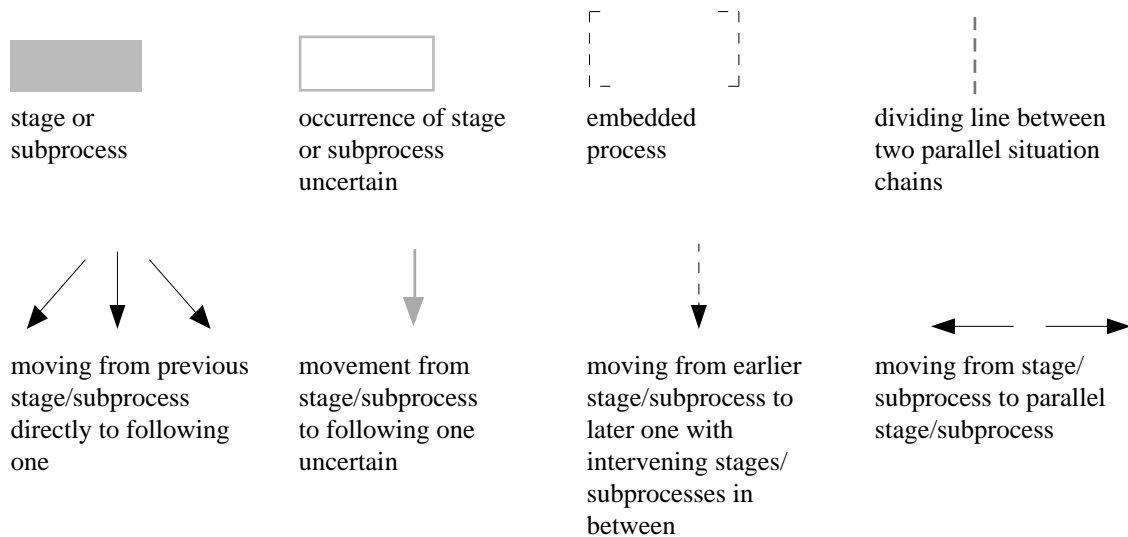 stage or
subprocess
occurrence of stage
or subprocess
uncertain
embedded
process
dividing line between
two parallel situation
chains
moving from previous
stage/subprocess
directly to following
one
movement from
stage/subprocess
to following one
uncertain
moving from earlier
stage/subprocess to
later one with
intervening stages/
subprocesses in
between
moving from stage/
subprocess to parallel
stage/subprocess